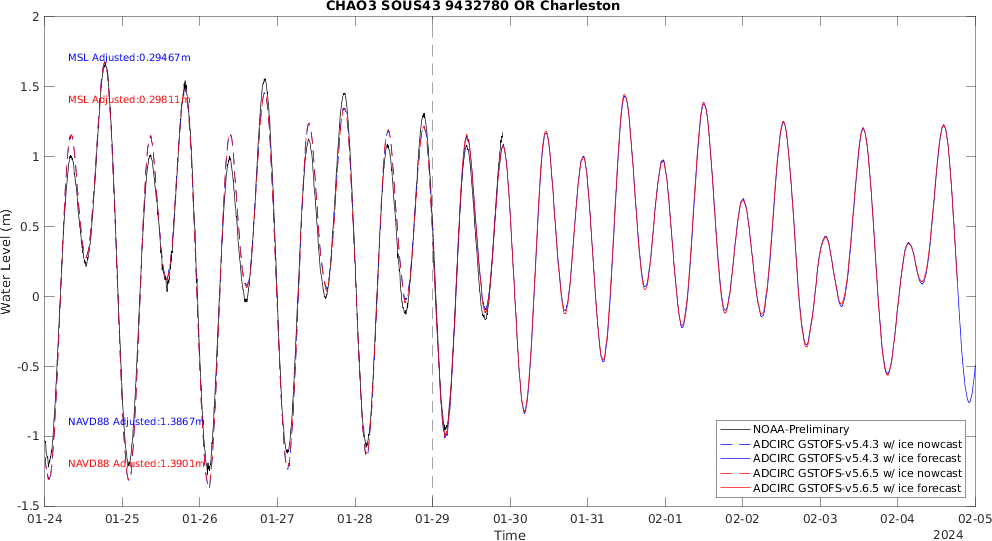 CHAO3 SOUS43 9432780 OR Charleston
2
1.5
1
0.5
0
-0.5
-1
-1.5
Water Level (m)
MSL Adjusted:0.29467m
MSL Adjusted:0.29811m
NAVD88 Adjusted:1.3867m
NAVD88 Adjusted:1.3901m
NOAA-Preliminary
ADCIRC GSTOFS-v5.4.3 w/ ice nowcast
ADCIRC GSTOFS-v5.4.3 w/ ice forecast
ADCIRC GSTOFS-v5.6.5 w/ ice nowcast
ADCIRC GSTOFS-v5.6.5 w/ ice forecast
01-24 01-25 01-26 01-27 01-28 01-29 01-30 01-31 02-01 02-02 02-03 02-04 02-05
Time
2024